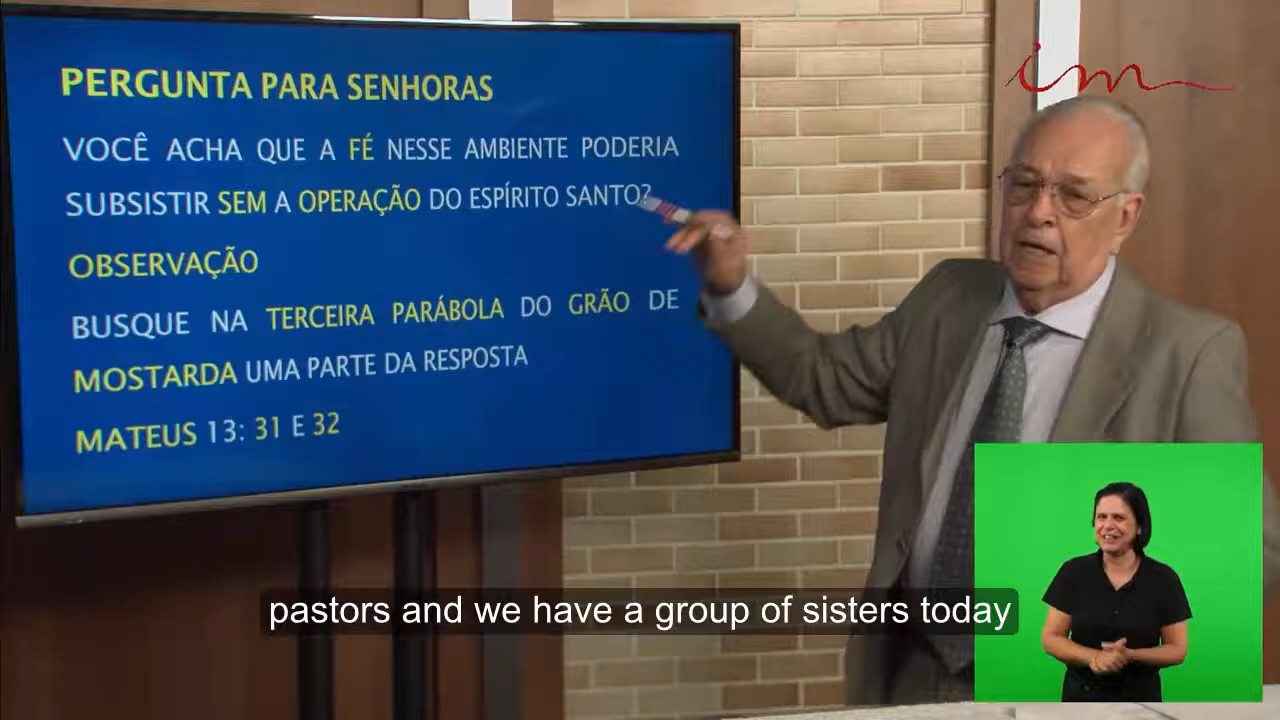 im
PERGUNTA PARA SENHORAS
VOCÊ ACHA QUE A FÉ NESSE AMBIENTE PODERIA
SUBSISTIR SEM A OPERAÇÃO DO ESPÍRITO SANTO?
OBSERVAÇÃO
BUSQUE NA TERCEIRA PARÁBOLA DO GRÃO DE
MOSTARDA UMA PARTE DA RESPOSTA
MATEUS 13: 31 E 32
pastors and we have a group of sisters today